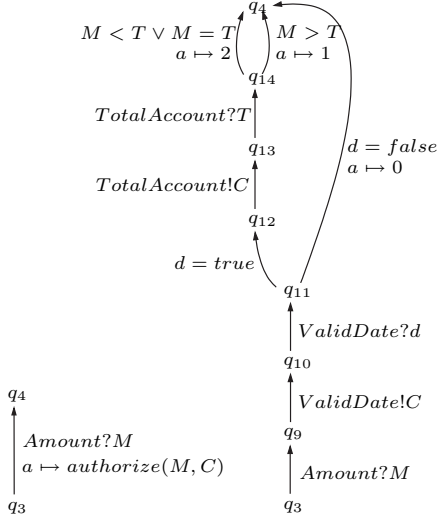 q4
M < T ∨ M = T
a ↦ 2
M > T
a ↦ 1
q14
TotalAccount?T
q13
d = false
a ↦ 0
TotalAccount!C
q12
d = true
q11
ValidDate?d
q10
q4
ValidDate!C
Amount?M
a ↦ authorize(M, C)
q9
Amount?M
q3
q3